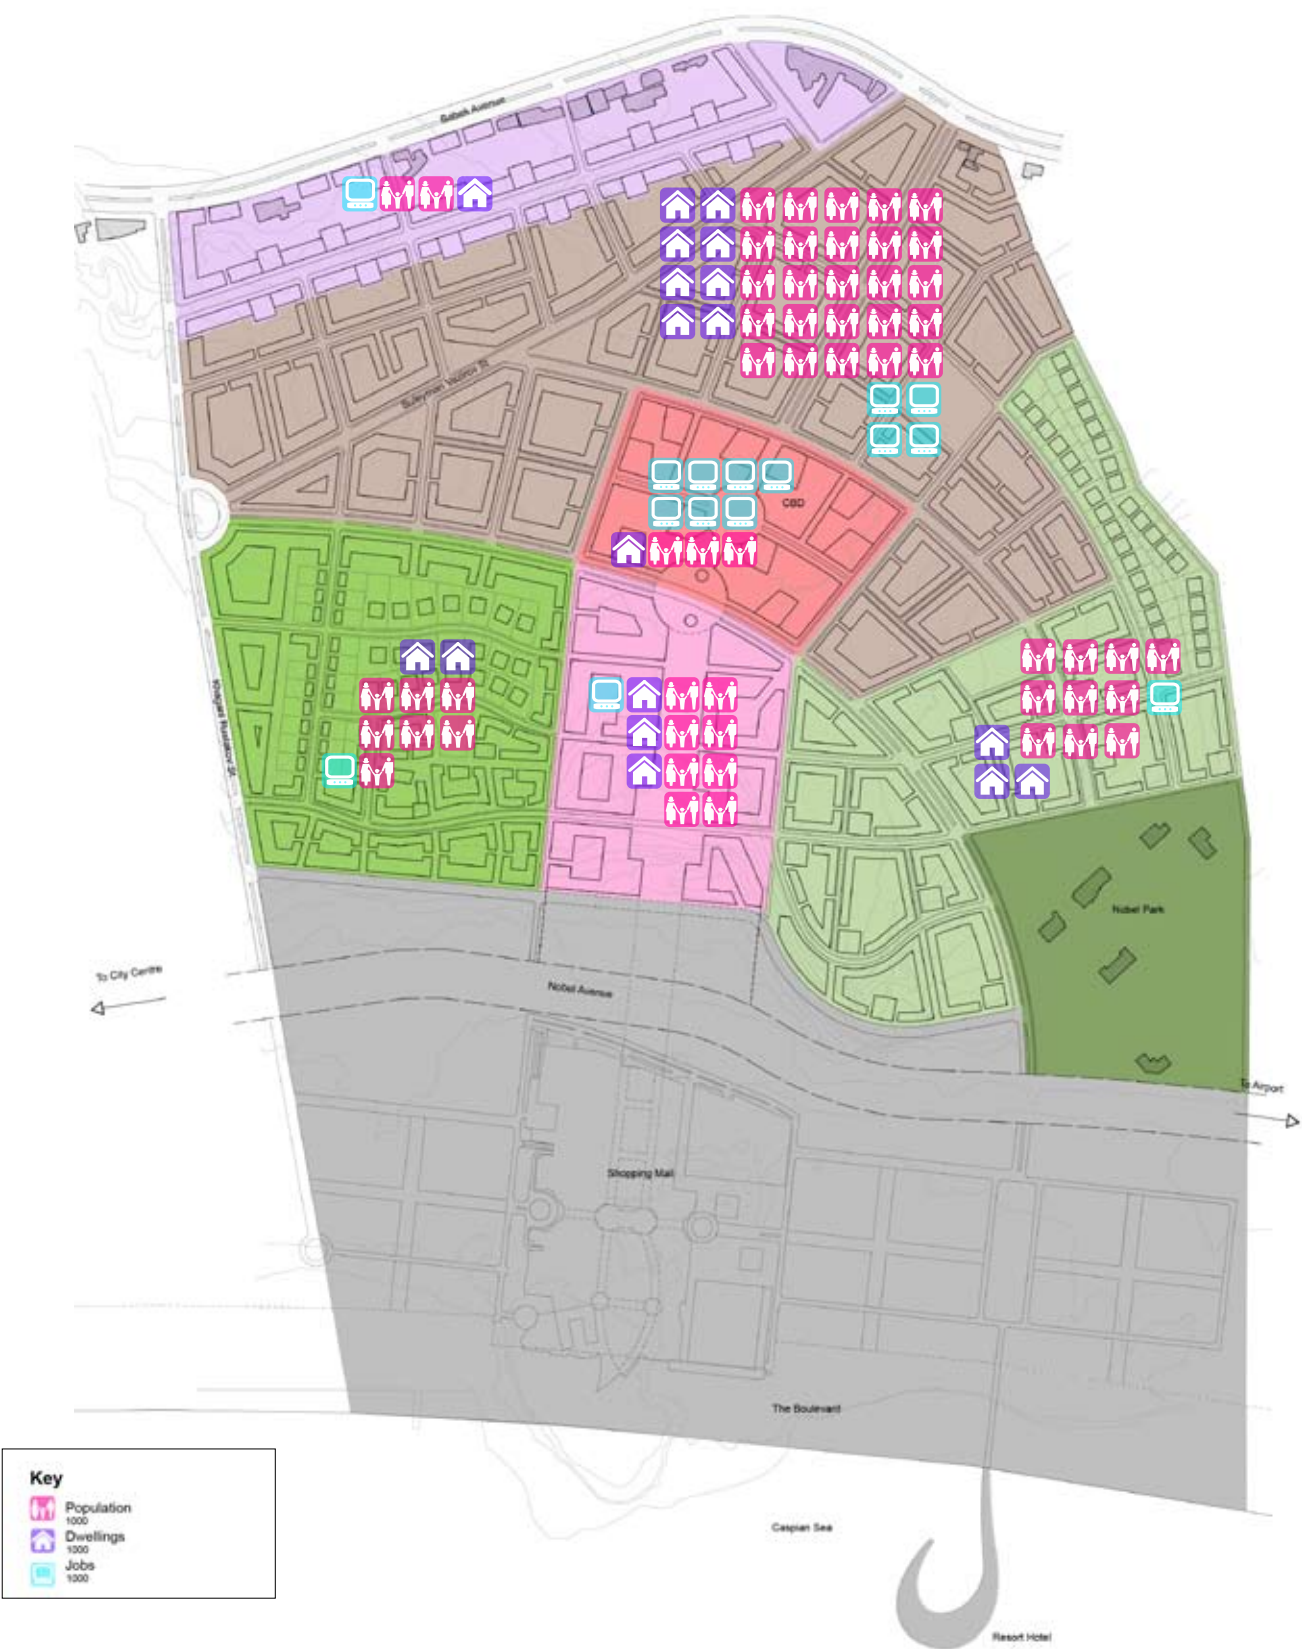 Babek Avenue
Suleyman Vazirov St
CBD
Nobel Park
To City Centre
Nobel Avenue
To Airport
Shopping Mall
The Boulevard
Key
Population
1000
Dwellings
1000
Jobs
1000
Caspian Sea
Resort Hotel